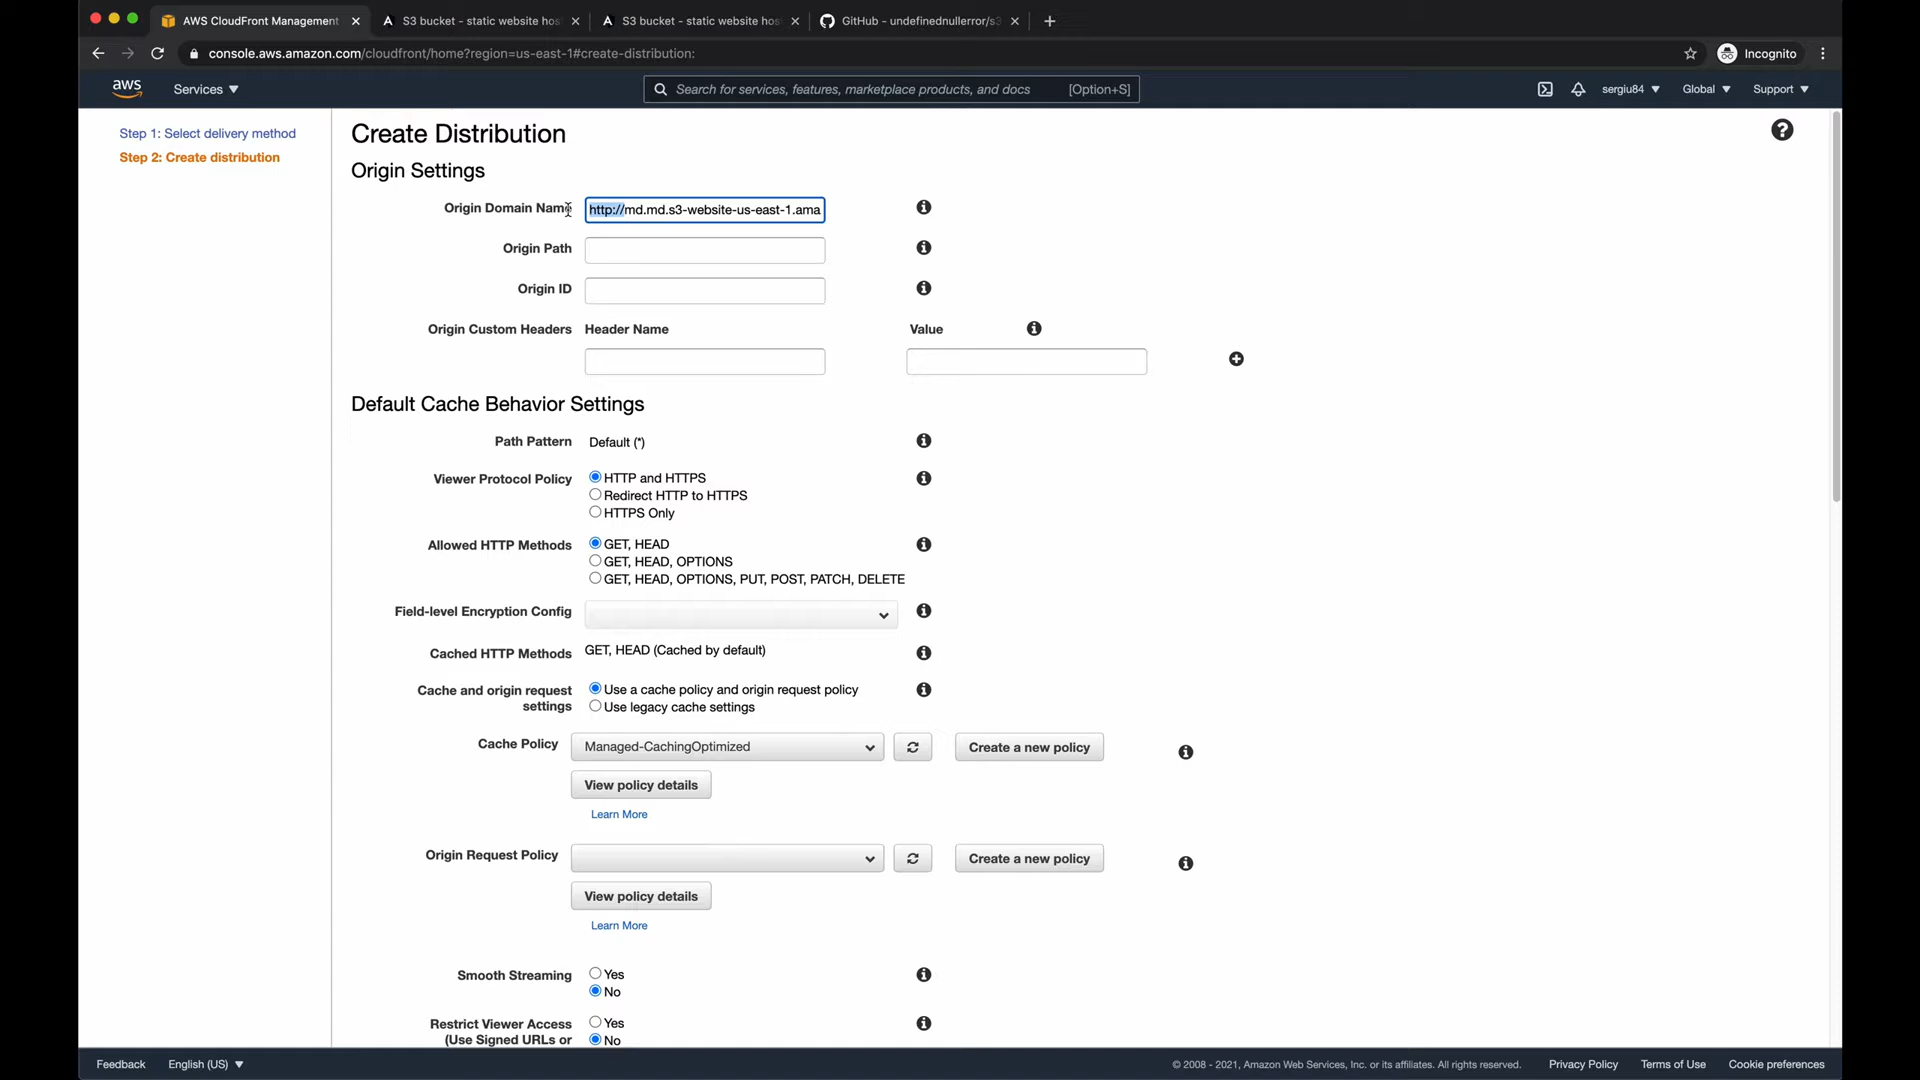 AWS CloudFront Management
S3 bucket - static website hos
S3 bucket - static website hos
GitHub - undefinednullerror/s3
console.aws.amazon.com/cloudfront/home?region=us-east-1#create-distribution:
Incognito
aws
Services
Search for services, features, marketplace products, and docs
[Option+S]
sergiu84
Global
Support
Step 1: Select delivery method
Step 2: Create distribution
Create Distribution
Origin Settings
Origin Domain Name
http://md.md.s3-website-us-east-1.ama
Origin Path
Origin ID
Origin Custom Headers
Header Name
Value
Default Cache Behavior Settings
Path Pattern
Default (*)
Viewer Protocol Policy
HTTP and HTTPS
Redirect HTTP to HTTPS
HTTPS Only
Allowed HTTP Methods
GET, HEAD
GET, HEAD, OPTIONS
GET, HEAD, OPTIONS, PUT, POST, PATCH, DELETE
Field-level Encryption Config
Cached HTTP Methods
GET, HEAD (Cached by default)
Cache and origin request
settings
Use a cache policy and origin request policy
Use legacy cache settings
Cache Policy
Managed-CachingOptimized
Create a new policy
View policy details
Learn More
Origin Request Policy
Create a new policy
View policy details
Learn More
Smooth Streaming
Yes
No
Restrict Viewer Access
(Use Signed URLs or
Yes
No
Feedback
English (US)
© 2008 - 2021, Amazon Web Services, Inc. or its affiliates. All rights reserved.
Privacy Policy
Terms of Use
Cookie preferences